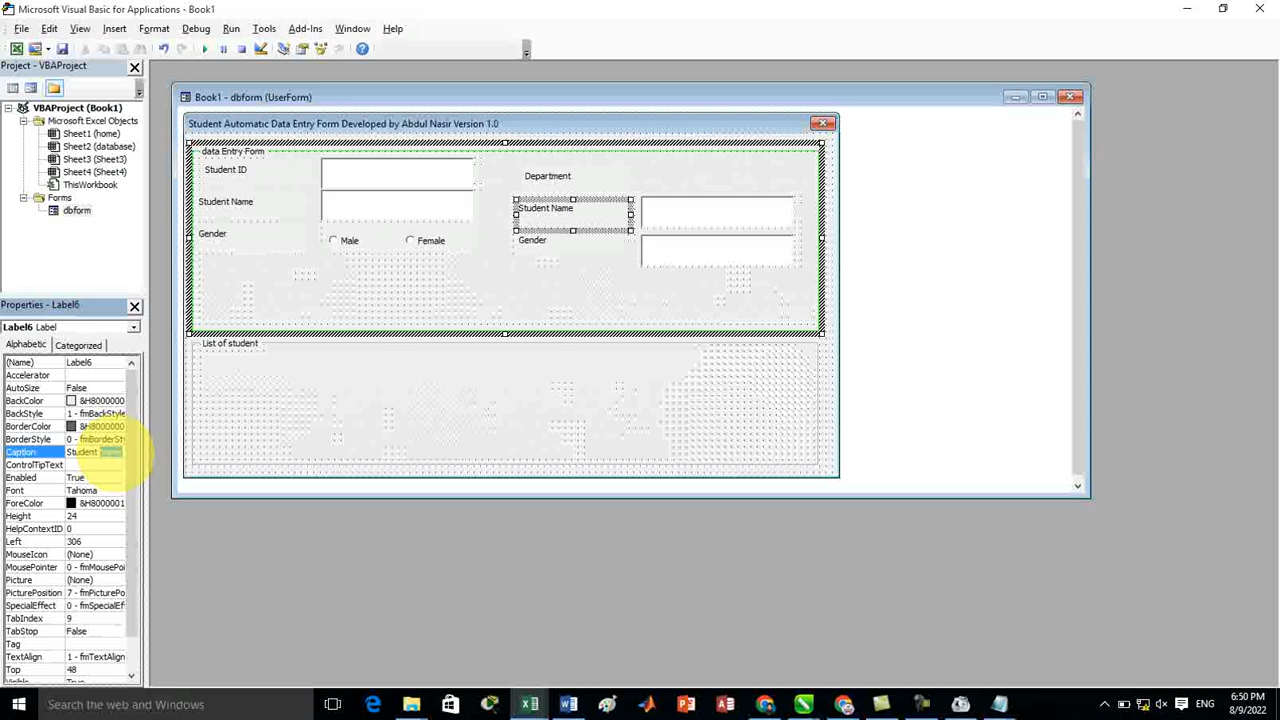 Microsoft Visual Basic for Applications - Book1
File Edit View Insert Format Debug Run Tools Add-Ins Window Help
Project - VBAProject
VBAProject (Book1)
Microsoft Excel Objects
Sheet1 (home)
Sheet2 (database)
Sheet3 (Sheet3)
Sheet4 (Sheet4)
ThisWorkbook
Forms
dbform
Properties - Label6
Label6 Label
Alphabetic Categorized
(Name) Label6
Accelerator
AutoSize False
BackColor &H8000000
BackStyle 1 - fmBackStyle
BorderColor &H8000000
BorderStyle 0 - fmBorderSty
Caption Student Name
ControlTipText
Enabled True
Font Tahoma
ForeColor &H8000001
Height 24
HelpContextID 0
Left 306
MouseIcon (None)
MousePointer 0 - fmMousePoi
Picture (None)
PicturePosition 7 - fmPicturePo
SpecialEffect 0 - fmSpecialEf
TabIndex 9
TabStop False
Tag
TextAlign 1 - fmTextAlign
Top 48
Book1 - dbform (UserForm)
Student Automatic Data Entry Form Developed by Abdul Nasir Version 1.0
data Entry Form
Student ID
Department
Student Name
Student Name
Gender
Male
Female
Gender
List of student
Search the web and Windows
ENG
6:50 PM
8/9/2022